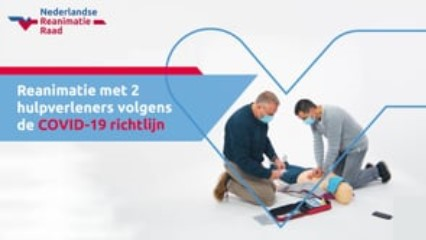 Nederlandse
Reanimatie
Raad
Reanimatie met 2
hulpverleners volgens
de COVID-19 richtlijn